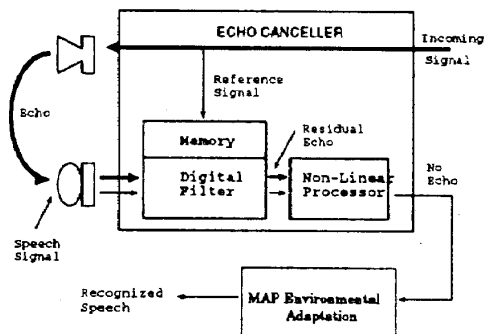 ECHO CANCELLER
Incoming
Signal
Reference
Signal
Echo
Memory
Residual
Echo
Digital
Filter
Non-Linear
Processor
No
Echo
Speech
Signal
Recognized
Speech
MAP Environmental
Adaptation